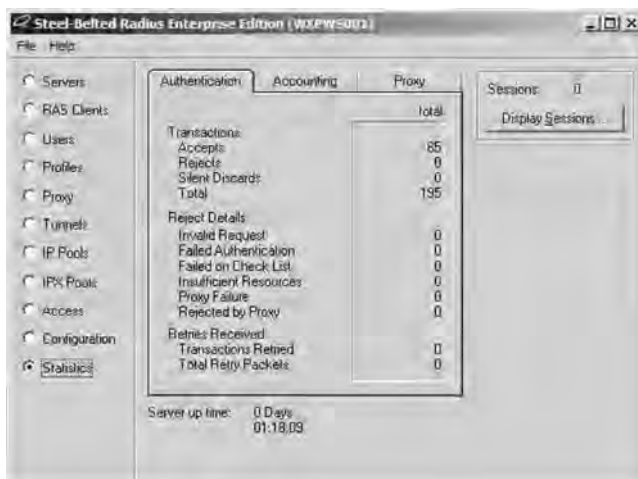 Steel-Belted Radius Enterprise Edition (WXPWS001)
File Help
Servers
RAS Clients
Users
Profiles
Proxy
Tunnels
IP Pools
IPX Pools
Access
Configuration
Statistics
Authentication Accounting Proxy
Total
Transactions
Accepts 85
Rejects 0
Silent Discards 0
Total 195
Reject Details
Invalid Request 0
Failed Authentication 0
Failed on Check List 0
Insufficient Resources 0
Proxy Failure 0
Rejected by Proxy 0
Retries Received
Transactions Retried 0
Total Retry Packets 0
Server up time: 0 Days
01:18:09
Sessions: 0
Display Sessions...